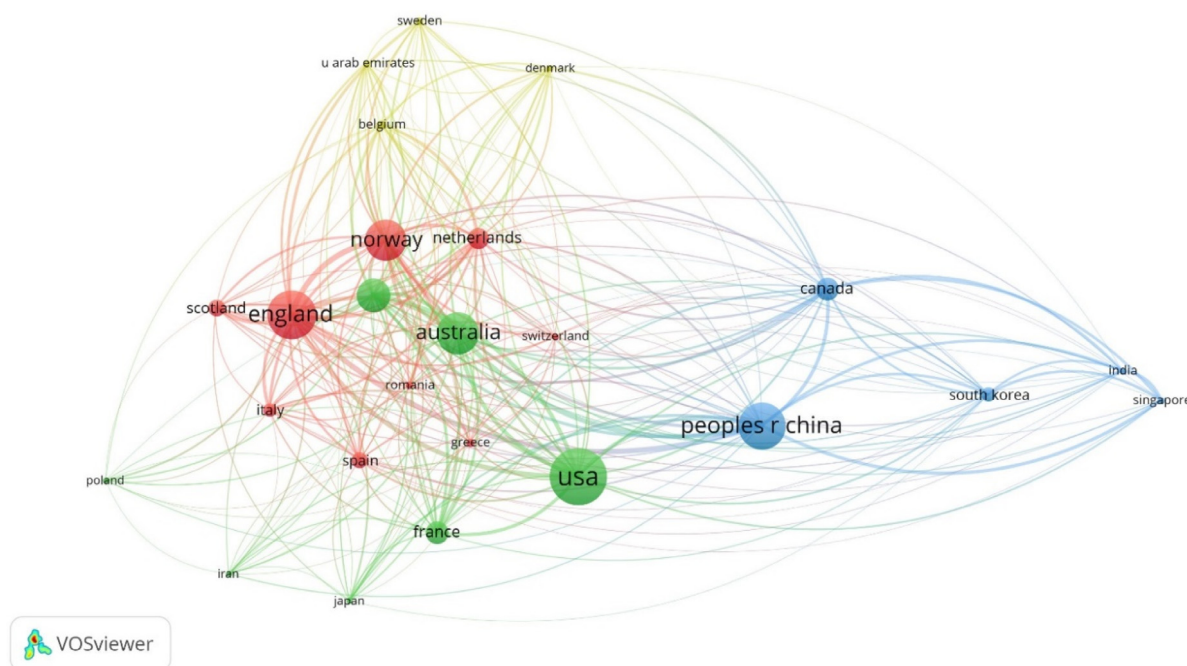 sweden
u arab emirates
denmark
belgium
norway
netherlands
canada
scotland
england
australia
switzerland
india
romania
south korea
singapore
italy
peoples r china
greece
spain
usa
poland
france
iran
japan
VOSviewer